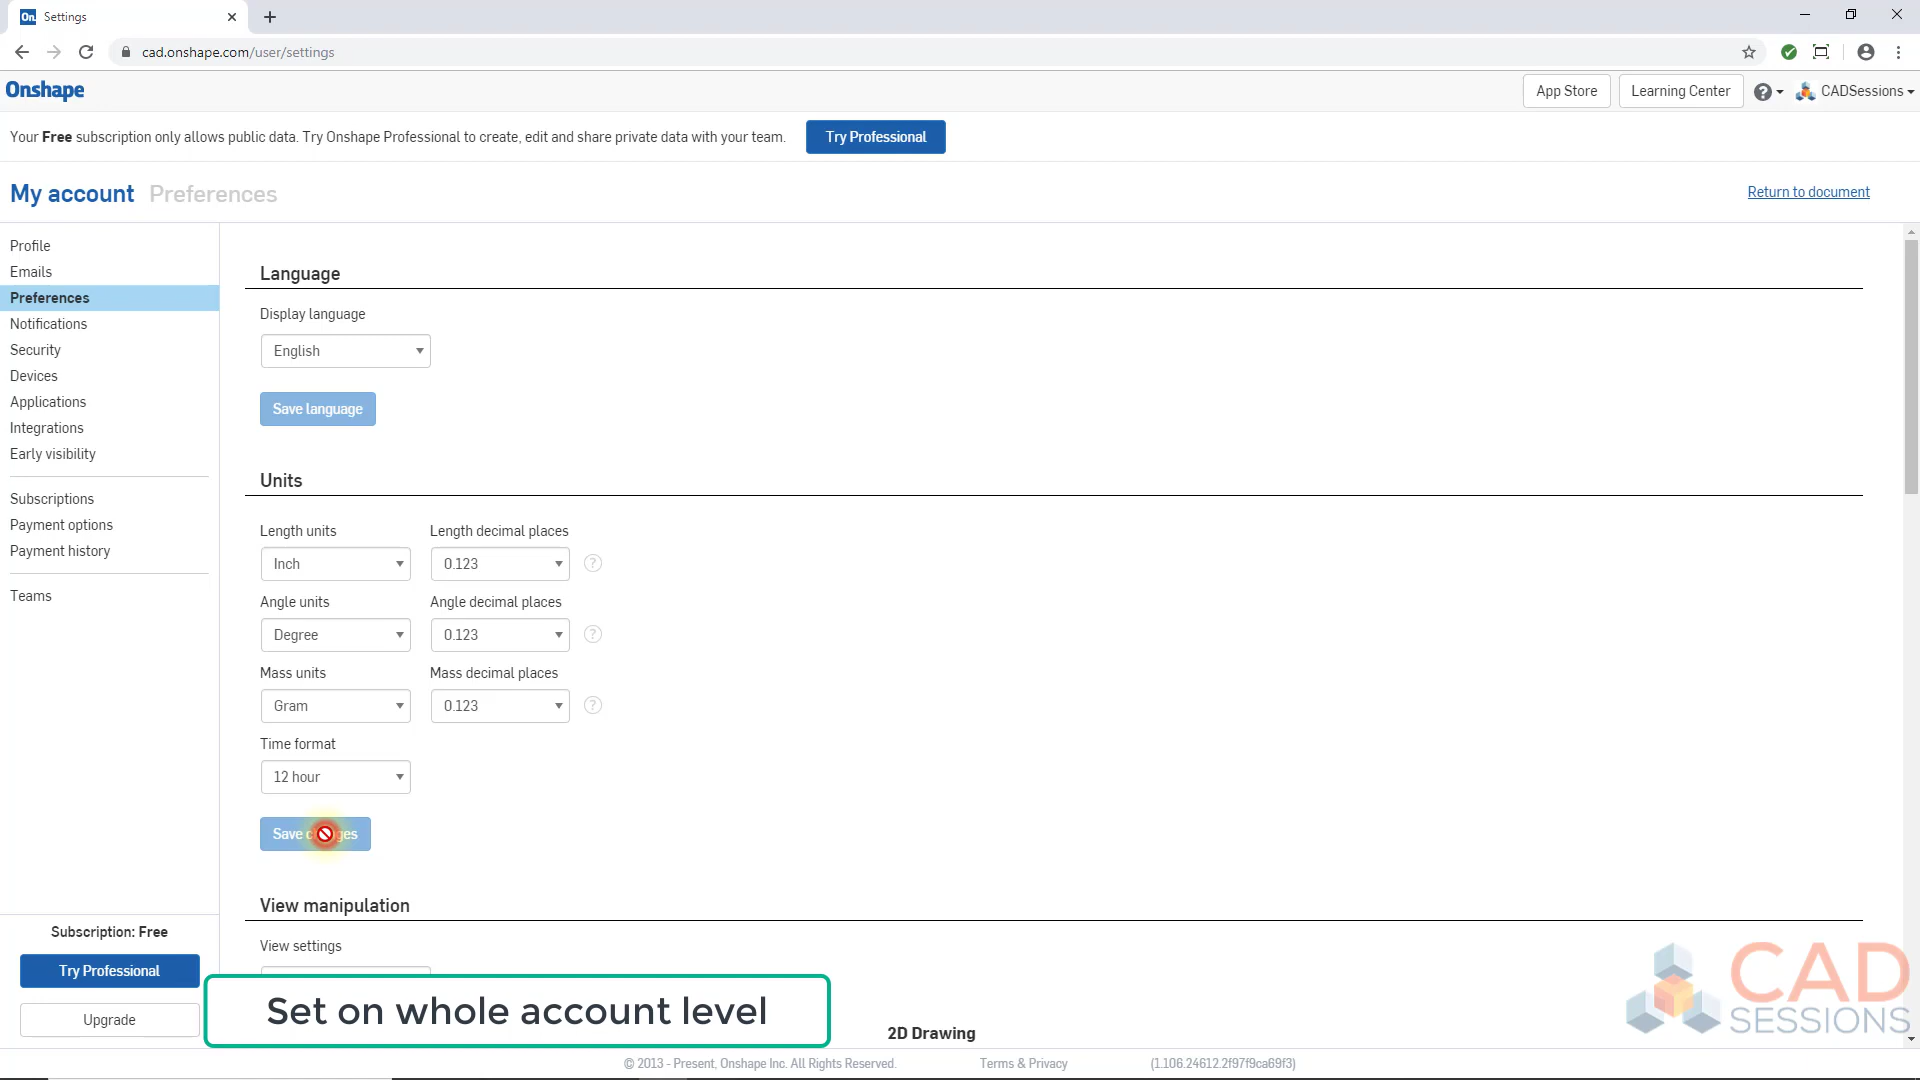 On. Settings
cad.onshape.com/user/settings
Onshape
App Store Learning Center ? CADSessions
Your Free subscription only allows public data. Try Onshape Professional to create, edit and share private data with your team. Try Professional
My account Preferences Return to document
Profile
Emails
Preferences
Notifications
Security
Devices
Applications
Integrations
Early visibility
Subscriptions
Payment options
Payment history
Teams
Language
Display language
English
Save language
Units
Length units Length decimal places
Inch 0.123 ?
Angle units Angle decimal places
Degree 0.123 ?
Mass units Mass decimal places
Gram 0.123 ?
Time format
12 hour
Save changes
View manipulation
View settings
Subscription: Free
Try Professional
Upgrade
Set on whole account level
2D Drawing
CAD
SESSIONS
© 2013 - Present, Onshape Inc. All Rights Reserved. Terms & Privacy (1.106.24612.2f97f9ca69f3)